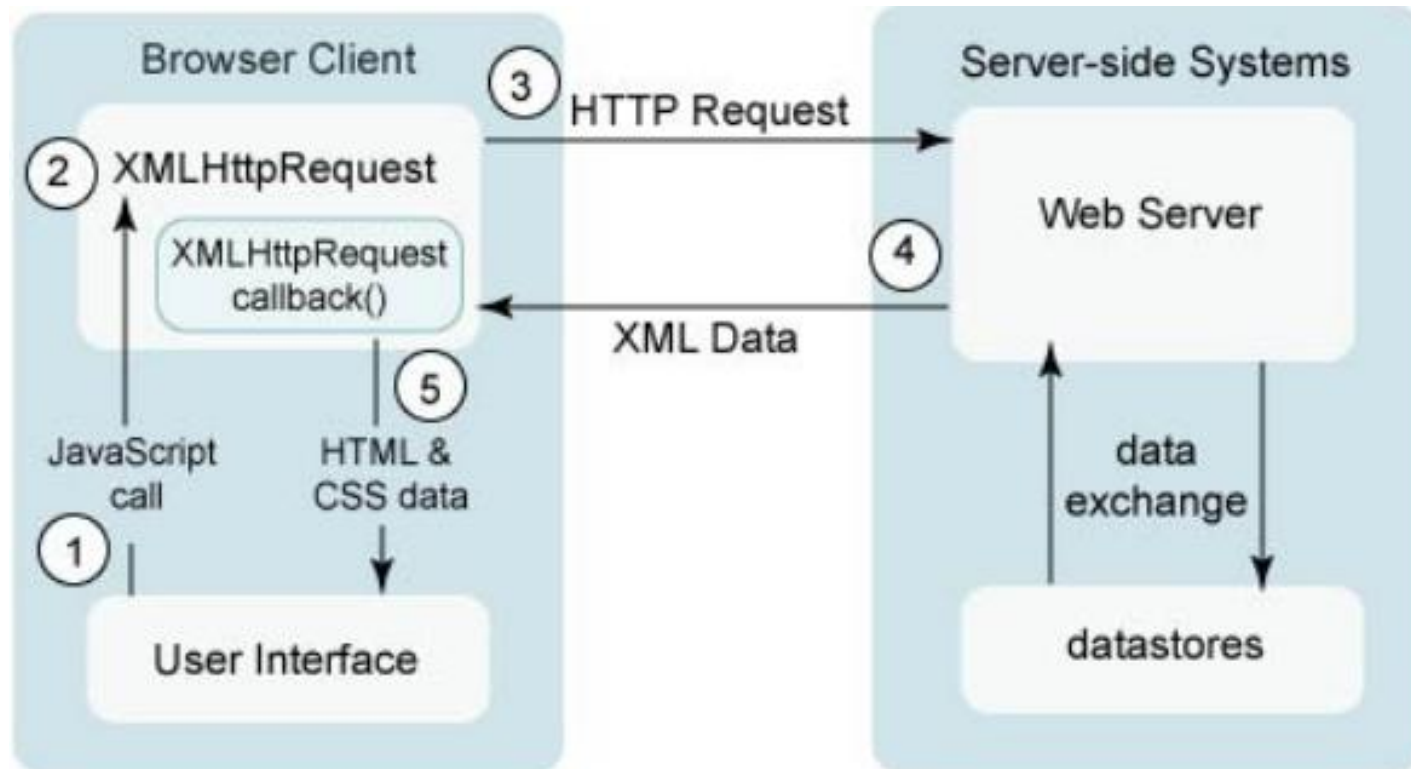 Browser Client
3
HTTP Request
Server-side Systems
2
XMLHttpRequest
Web Server
XMLHttpRequest
callback()
4
XML Data
5
JavaScript
call
HTML &
CSS data
data
exchange
1
User Interface
datastores